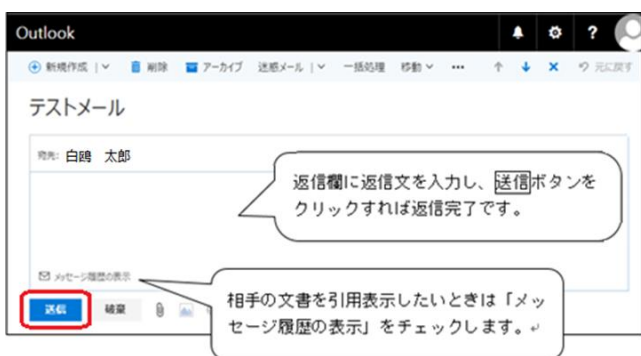 Outlook
?
新規作成 | 削除 アーカイブ 迷惑メール | 一括処理 移動 ••• 元に戻す
テストメール
宛先: 白鴎 太郎
返信欄に返信文を入力し、送信ボタンを
クリックすれば返信完了です。
メッセージ履歴の表示
相手の文書を引用表示したいときは「メッ
セージ履歴の表示」をチェックします。
送信 破棄